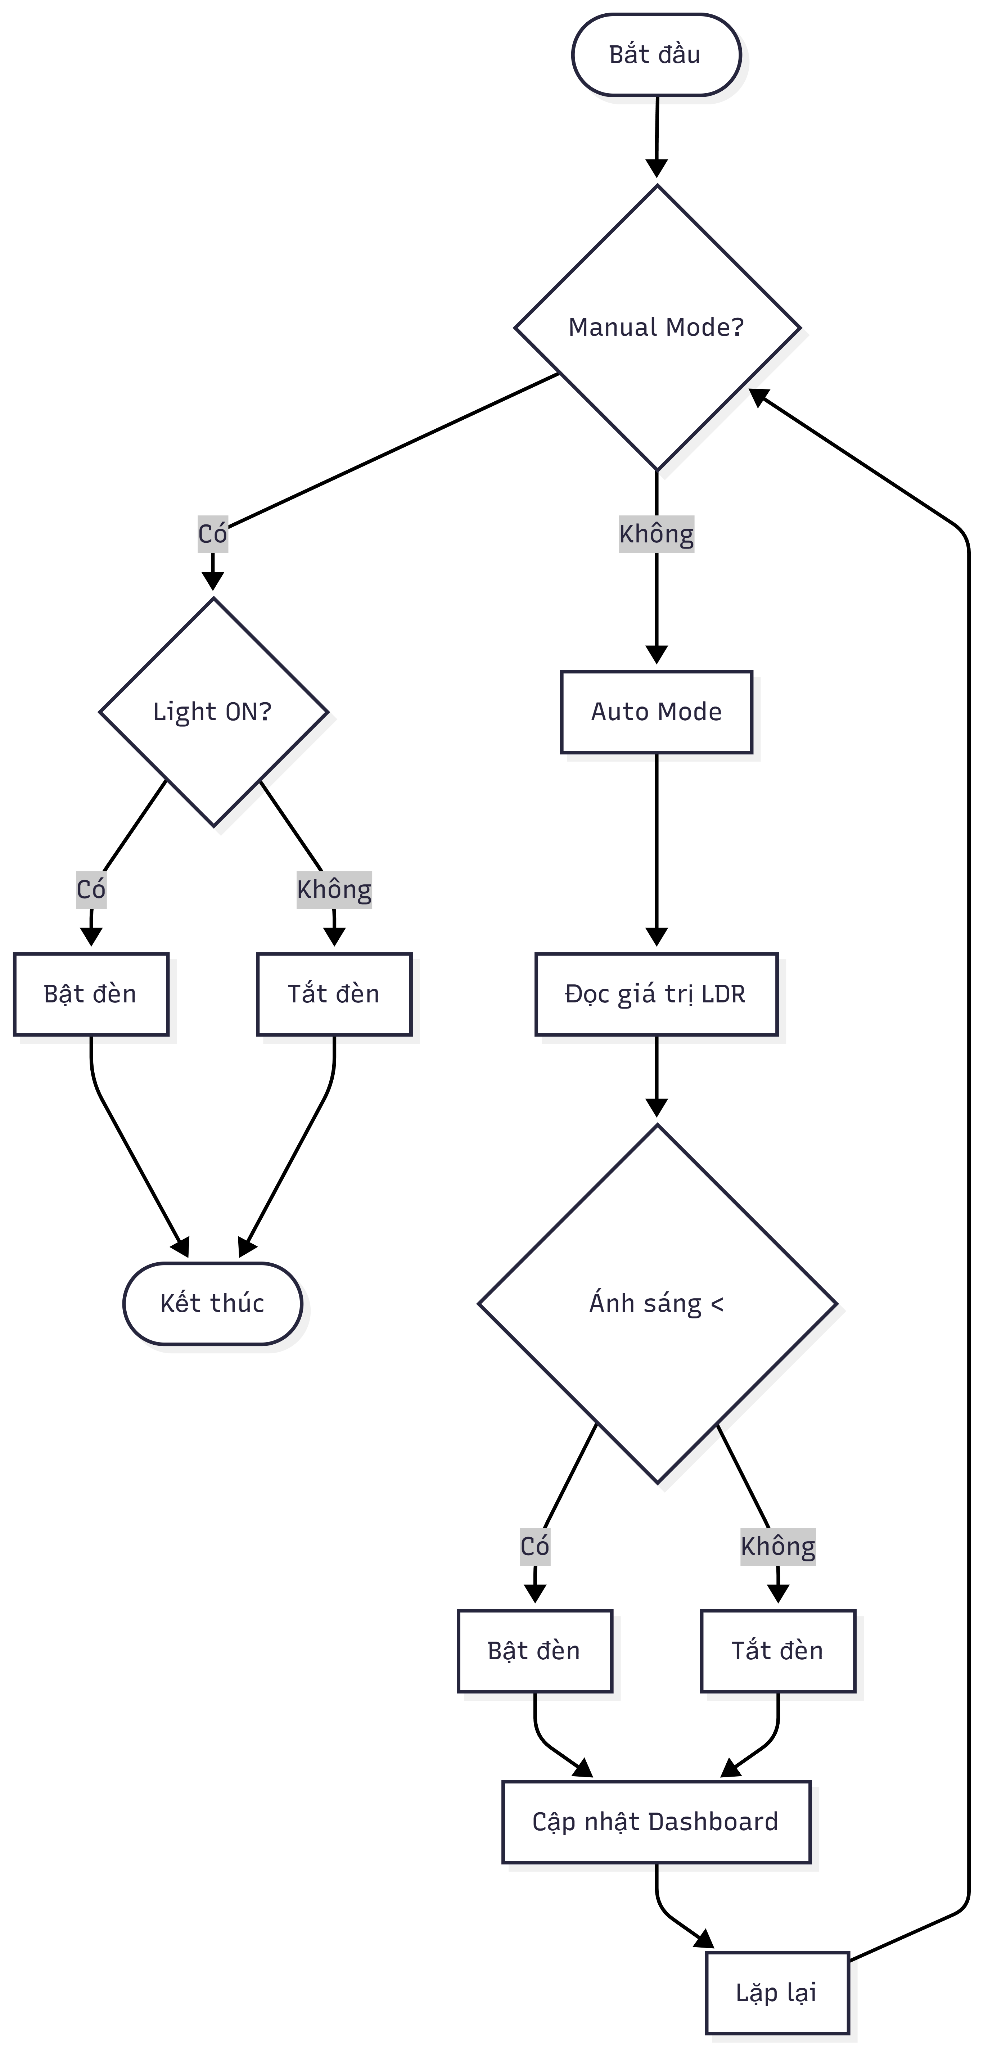 Bắt đầu
Manual Mode?
Có
Không
Light ON?
Auto Mode
Có
Không
Bật đèn
Tắt đèn
Đọc giá trị LDR
Kết thúc
Ánh sáng <
Có
Không
Bật đèn
Tắt đèn
Cập nhật Dashboard
Lặp lại